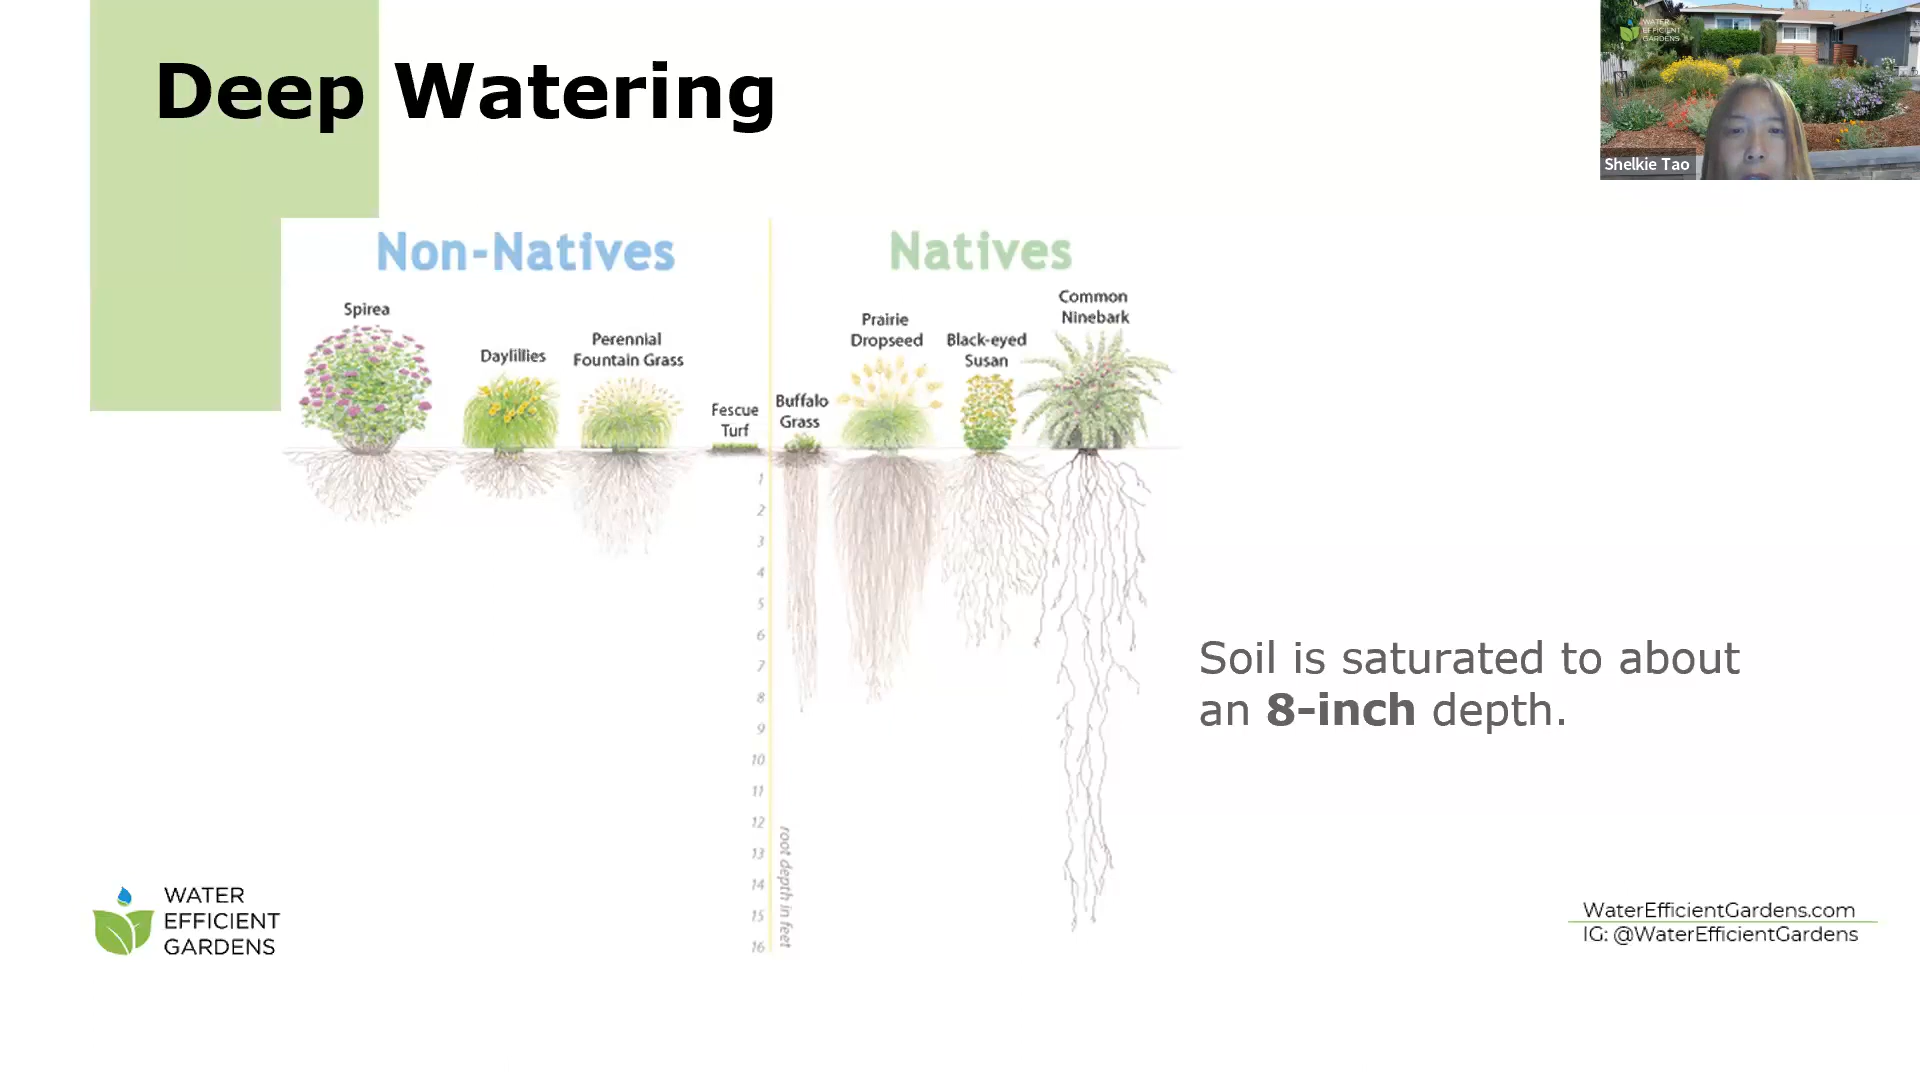 Deep Watering
WATER
EFFICIENT
GARDENS
Shelkie Tao
Non-Natives
Natives
Spirea
Daylillies
Perennial
Fountain Grass
Fescue
Turf
Buffalo
Grass
Prairie
Dropseed
Black-eyed
Susan
Common
Ninebark
1
2
3
4
5
6
7
8
9
10
11
12
13
14
15
16
root depth in feet
Soil is saturated to about
an 8-inch depth.
WATER
EFFICIENT
GARDENS
WaterEfficientGardens.com
IG: @WaterEfficientGardens